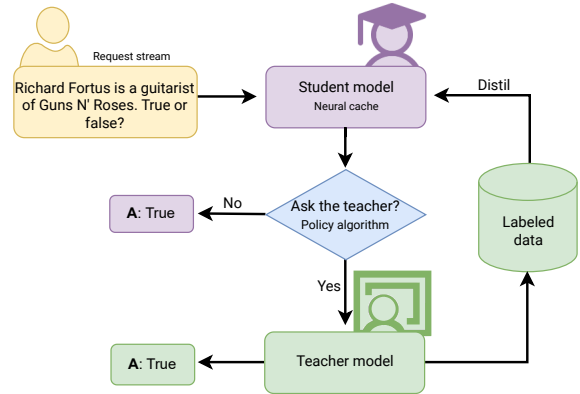 Request stream
Richard Fortus is a guitarist
of Guns N' Roses. True or
false?
Student model
Neural cache
Distil
Ask the teacher?
Policy algorithm
No
A: True
Labeled
data
Yes
Teacher model
A: True